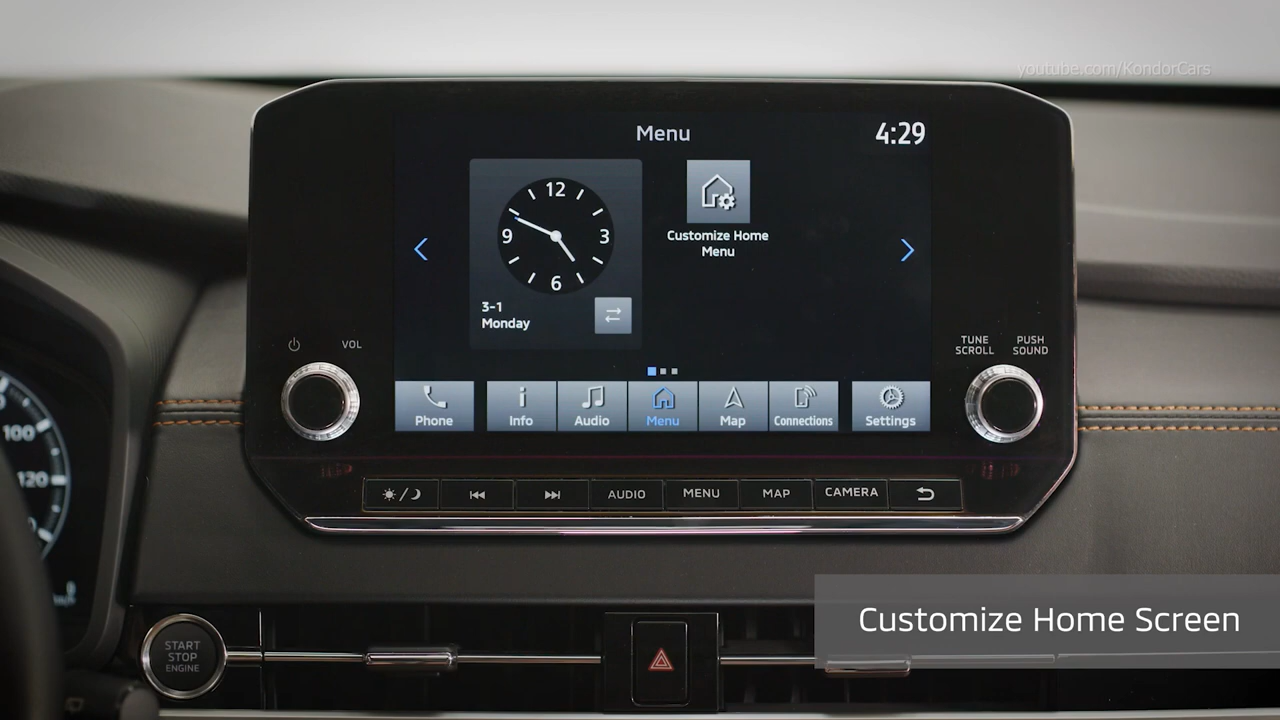 youtube.com/KondorCars
Menu
4:29
12
9
3
6
3-1
Monday
Customize Home
Menu
VOL
TUNE
SCROLL
PUSH
SOUND
Phone
Info
Audio
Menu
Map
Connections
Settings
100
120
AUDIO
MENU
MAP
CAMERA
START
STOP
ENGINE
Customize Home Screen